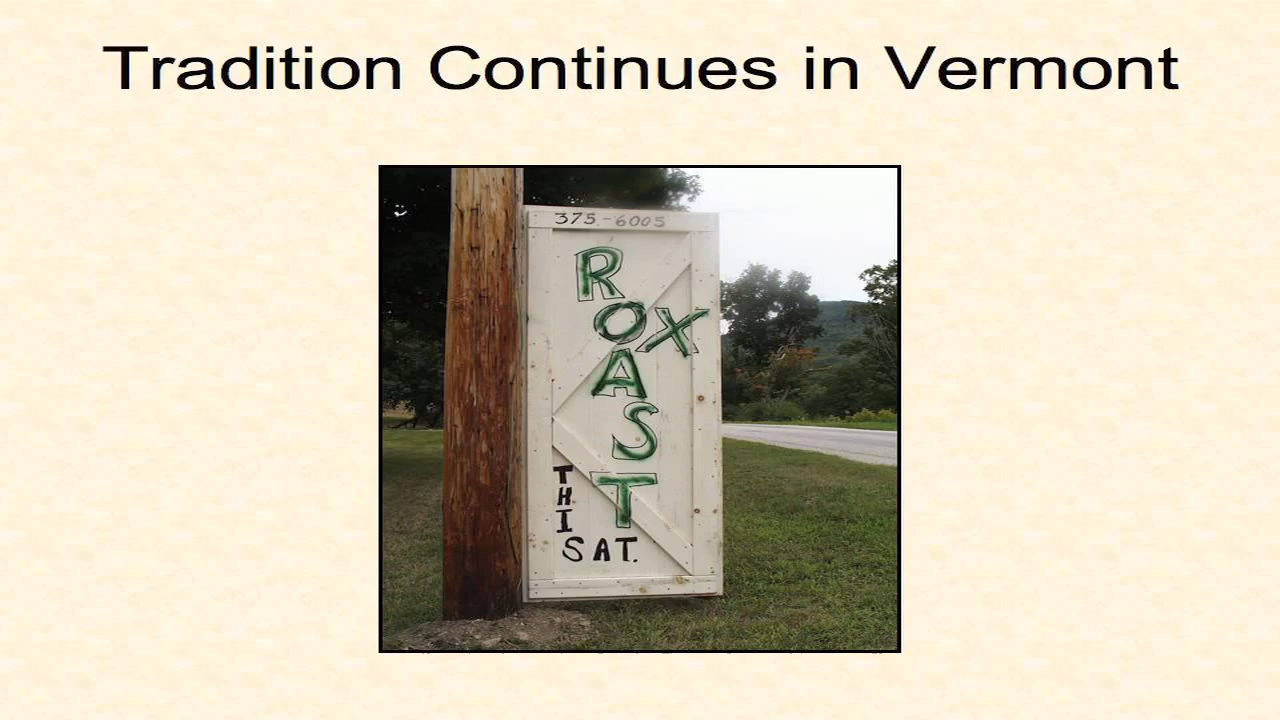 Tradition Continues in Vermont
375-6005
ROAST
OX
THIS
SAT.